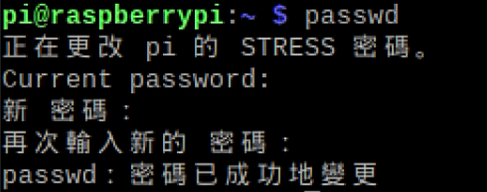 pi@raspberrypi:~ $ passwd
正在更改 pi 的 STRESS 密碼。
Current password:
新 密碼：
再次輸入新的 密碼：
passwd：密碼已成功地變更